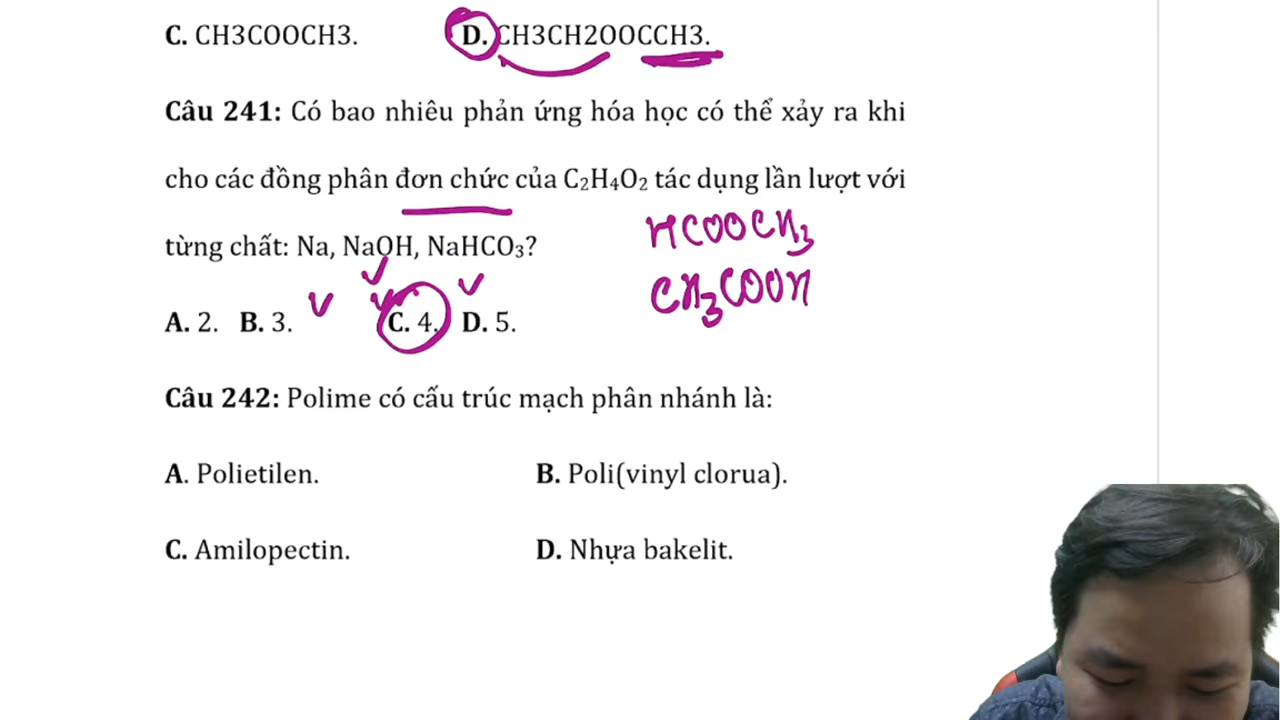 C. CH3COOCH3. D. CH3CH2OOCCH3.
Câu 241: Có bao nhiêu phản ứng hóa học có thể xảy ra khi
cho các đồng phân đơn chức của C₂H₄O₂ tác dụng lần lượt với
từng chất: Na, NaOH, NaHCO₃?
HCOOCH₃
CH₃COOH
A. 2. B. 3. C. 4. D. 5.
Câu 242: Polime có cấu trúc mạch phân nhánh là:
A. Polietilen. B. Poli(vinyl clorua).
C. Amilopectin. D. Nhựa bakelit.